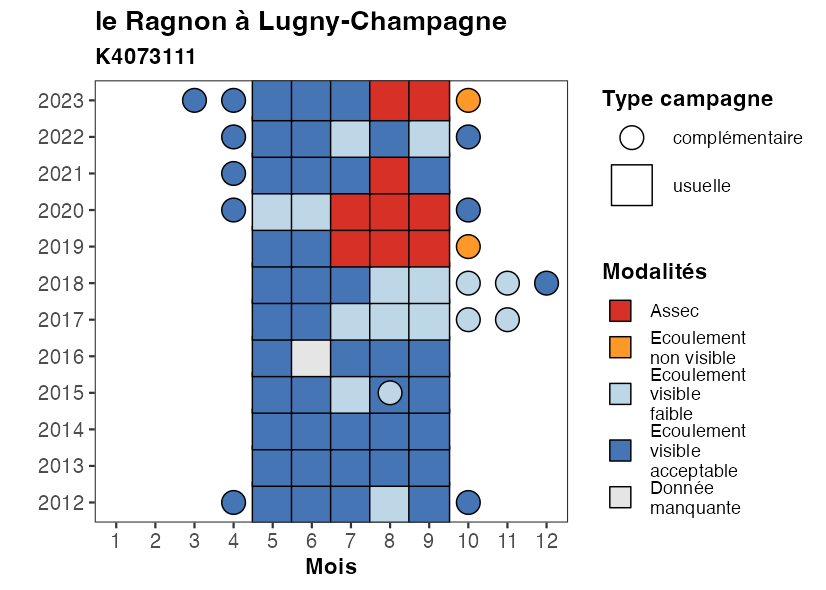 le Ragnon à Lugny-Champagne
K4073111
2023
2022
2021
2020
2019
2018
2017
2016
2015
2014
2013
2012
1 2 3 4 5 6 7 8 9 10 11 12
Mois
Type campagne
complémentaire
usuelle
Modalités
Assec
Ecoulement
non visible
Ecoulement
visible
faible
Ecoulement
visible
acceptable
Donnée
manquante